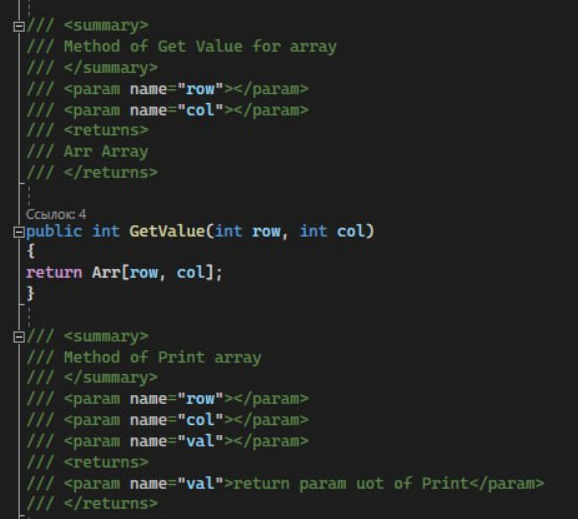 /// <summary>
/// Method of Get Value for array
/// </summary>
/// <param name="row"></param>
/// <param name="col"></param>
/// <returns>
/// Arr Array
/// </returns>
Ссылок: 4
public int GetValue(int row, int col)
{
return Arr[row, col];
}
/// <summary>
/// Method of Print array
/// </summary>
/// <param name="row"></param>
/// <param name="col"></param>
/// <param name="val"></param>
/// <returns>
/// <param name="val">return param uot of Print</param>
/// </returns>